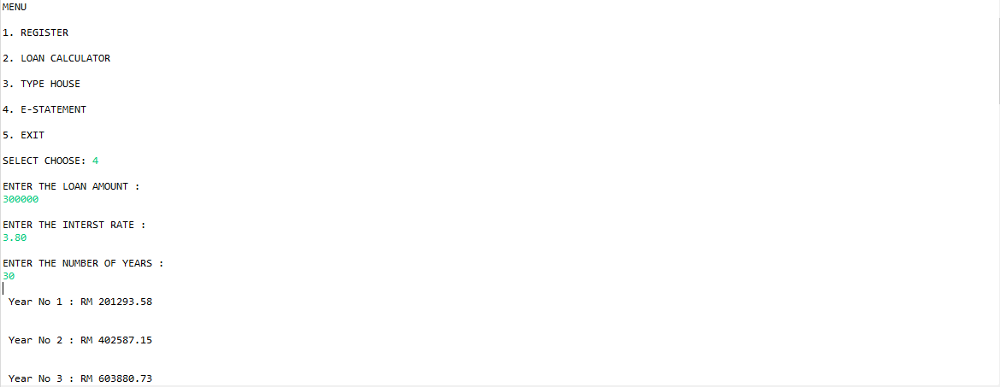 MENU
1. REGISTER
2. LOAN CALCULATOR
3. TYPE HOUSE
4. E-STATEMENT
5. EXIT
SELECT CHOOSE: 4
ENTER THE LOAN AMOUNT :
300000
ENTER THE INTERST RATE :
3.80
ENTER THE NUMBER OF YEARS :
30
Year No 1 : RM 201293.58
Year No 2 : RM 402587.15
Year No 3 : RM 603880.73